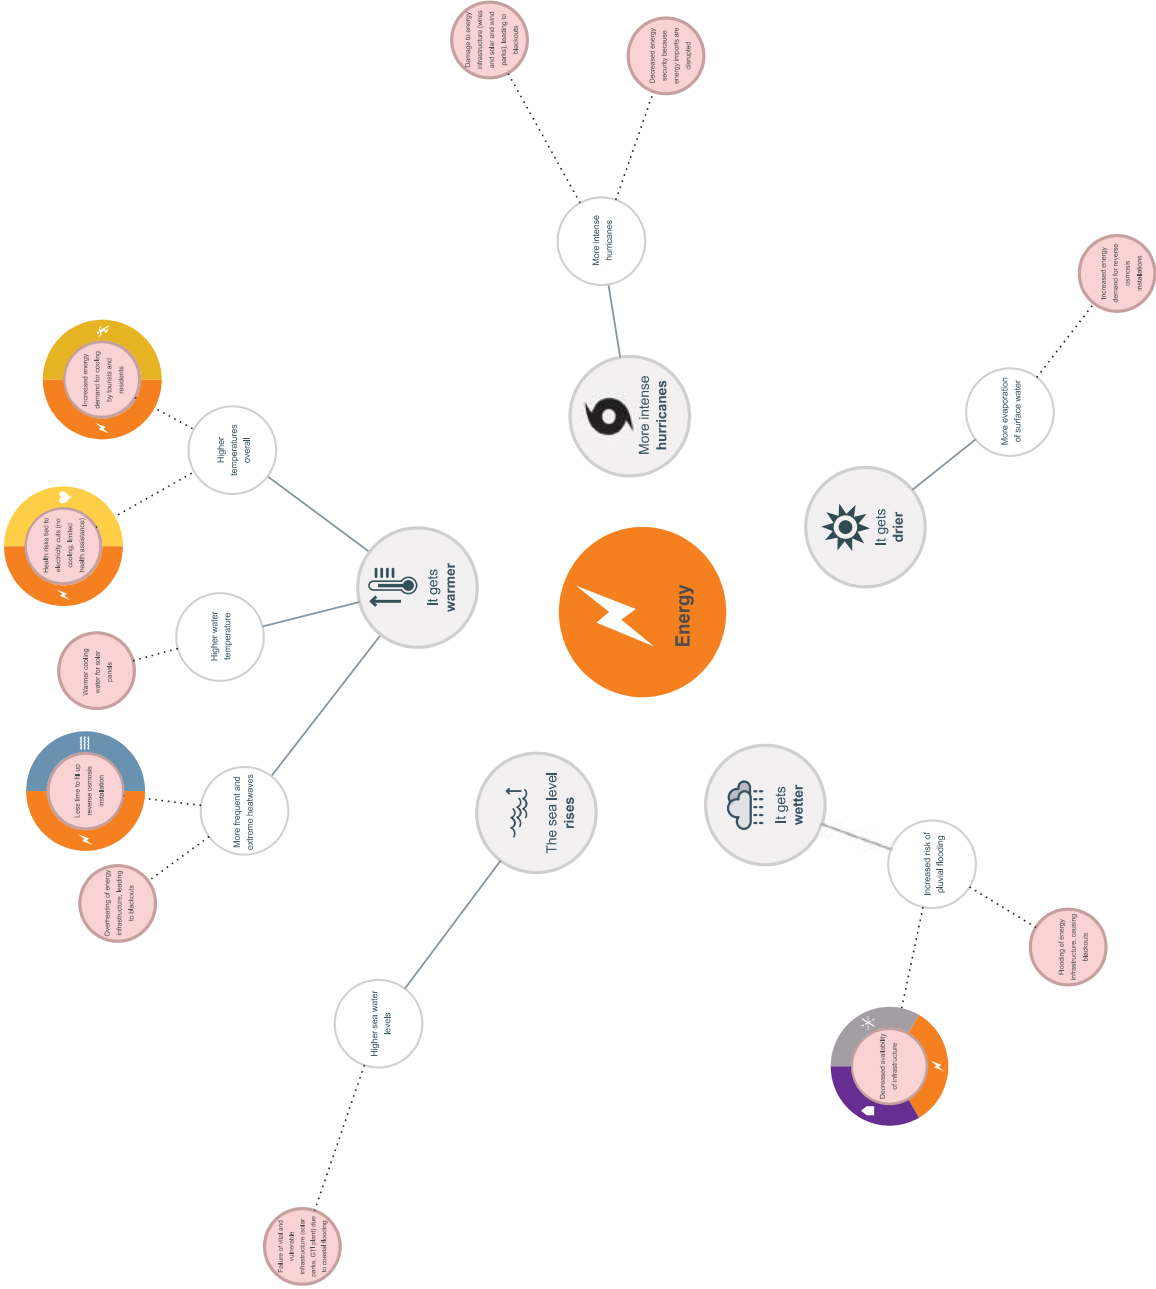 Damage to energy
infrastructure (wires
and solar and wind
parks), leading to
blackouts
Decreased energy
security because
energy imports are
disrupted
More intense
hurricanes
More intense
hurricanes
Increased energy
demand for reverse
osmosis
installations
More evaporation
of surface water
It gets
drier
Increased energy
demand for cooling
by tourists and
residents
Higher
temperatures
overall
Health risks tied to
electricity cuts (no
cooling, limited
health assistance)
It gets
warmer
Higher water
temperature
Warmer cooling
water for solar
panels
Less time to fill up
reverse osmosis
installation
More frequent and
extreme heatwaves
Overheating of energy
infrastructure, leading
to blackouts
Energy
The sea level
rises
Higher sea water
levels
Failure of vital and
vulnerable
infrastructure (solar
parks, GTI plant) due
to coastal flooding
It gets
wetter
Increased risk of
pluvial flooding
Flooding of energy
infrastructure, causing
blackouts
Decreased availability
of infrastructure